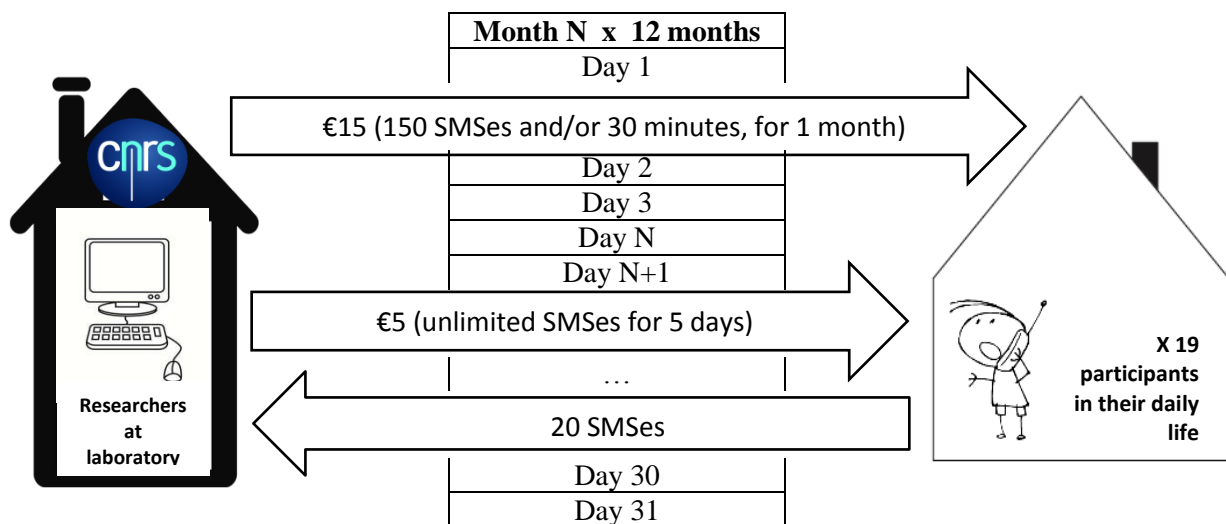 Month N x 12 months
Day 1
€15 (150 SMSes and/or 30 minutes, for 1 month)
cnrs
Day 2
Day 3
Day N
Day N+1
€5 (unlimited SMSes for 5 days)
…
20 SMSes
Day 30
Day 31
Researchers
at
laboratory
X 19
participants
in their daily
life